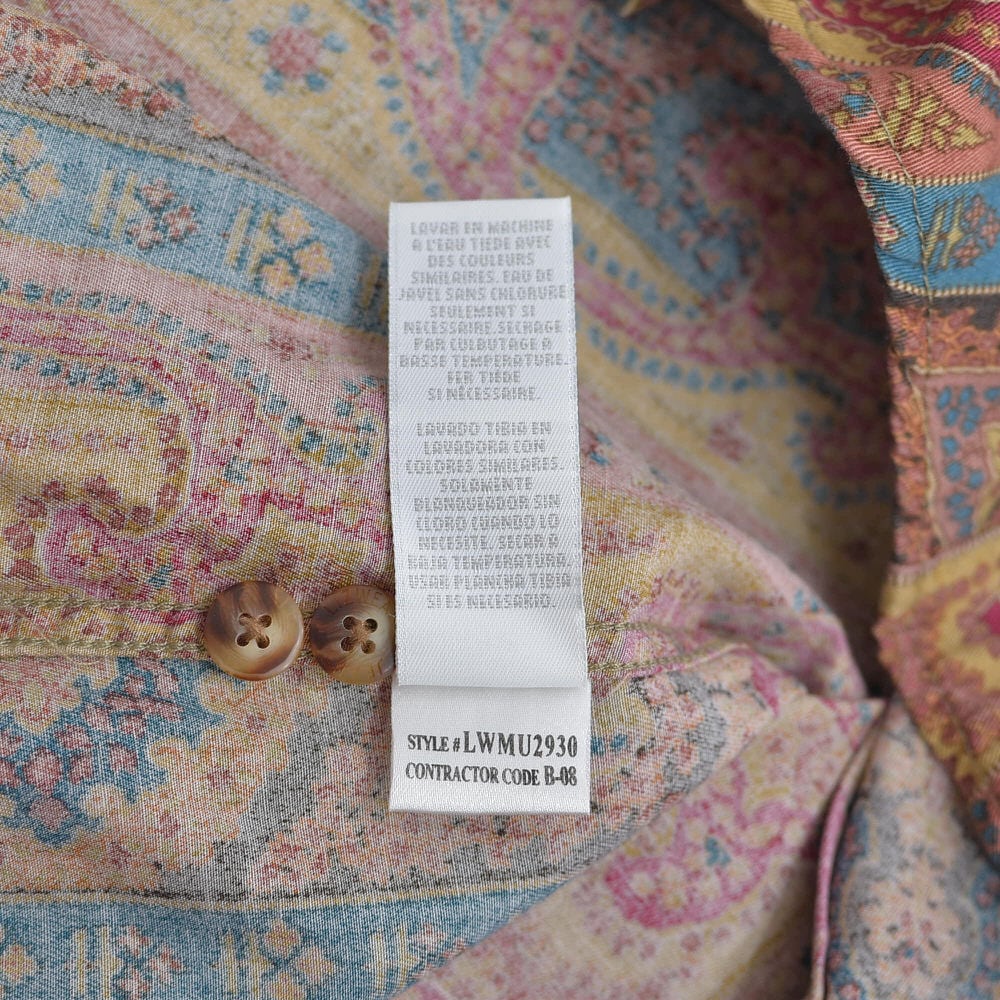 LAVAR EN MACHINE
A L'EAU TIEDE AVEC
DES COULEURS
SIMILAIRES. EAU DE
JAVEL SANS CHLORURE
SEULEMENT SI
NECESSAIRE.SECHAGE
PAR CULBUTAGE A
BASSE TEMPERATURE.
FER TIEDE
SI NECESSAIRE.
LAVADO TIBIA EN
LAVADORA CON
COLORES SIMILARES.
SOLAMENTE
BLANQUEADOR SIN
CLORO CUANDO LO
NECESITE. SECAR A
BAJA TEMPERATURA
USAR PLANCHA TIBIA
SI ES NECESARIO.
STYLE # LWMU2930
CONTRACTOR CODE B-08